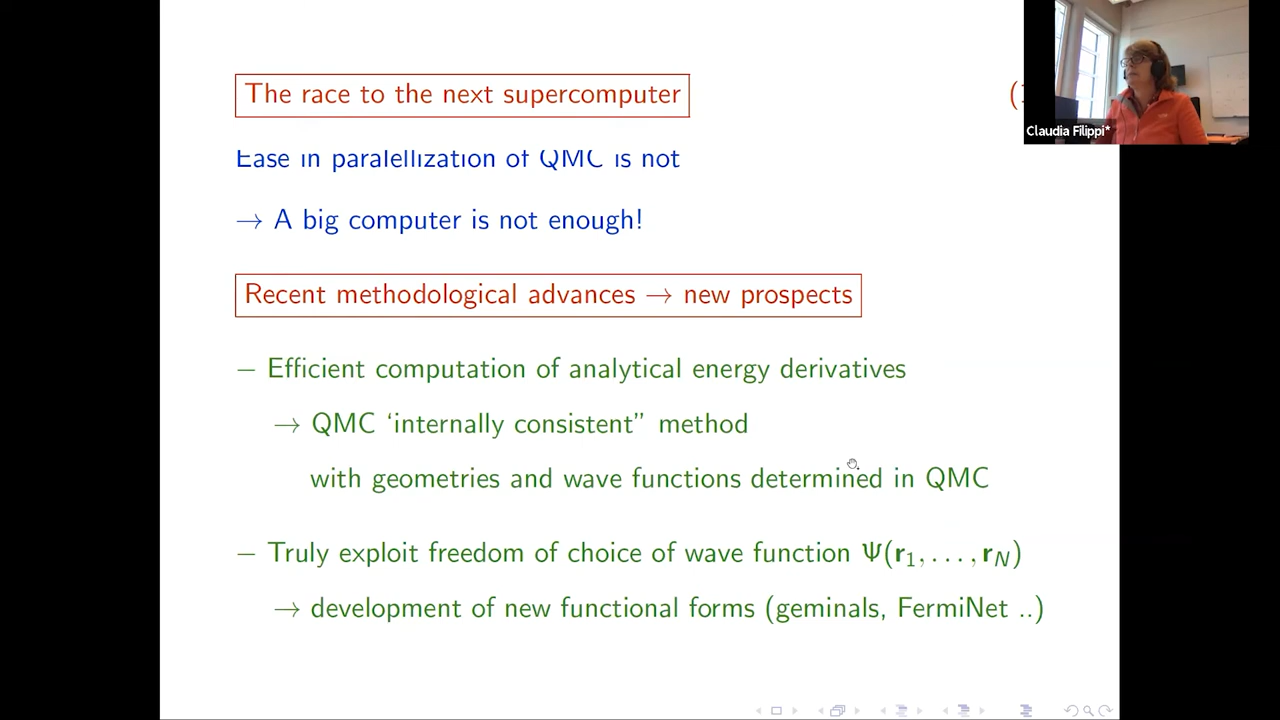 The race to the next supercomputer
Claudia Filippi*
Ease in paralellization of QMC is not
→ A big computer is not enough!
Recent methodological advances → new prospects
– Efficient computation of analytical energy derivatives
→ QMC ‘internally consistent” method
with geometries and wave functions determined in QMC
– Truly exploit freedom of choice of wave function Ψ(r₁, . . . , r_N)
→ development of new functional forms (geminals, FermiNet ..)